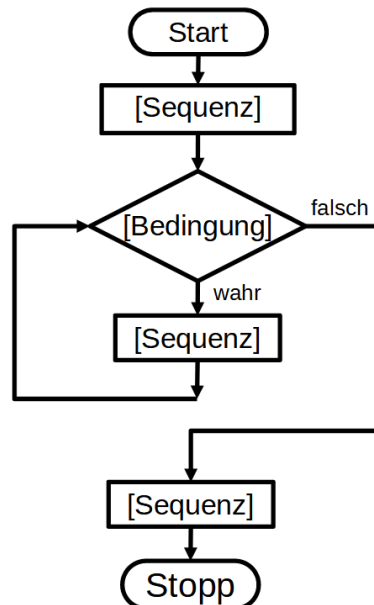 Start
[Sequenz]
[Bedingung]
falsch
wahr
[Sequenz]
[Sequenz]
Stopp